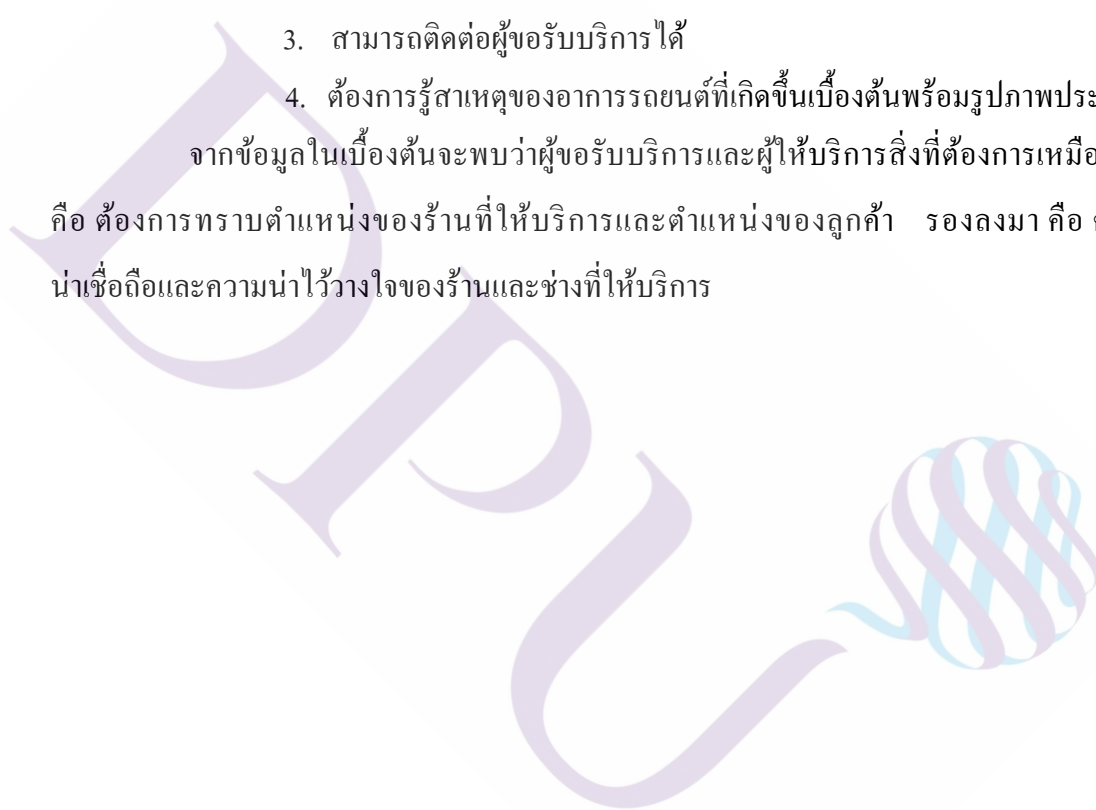 3. สามารถติดต่อผู้ขอรับบริการได้
4. ต้องการรู้สาเหตุของอาการรถยนต์ที่เกิดขึ้นเบื้องต้นพร้อมรูปภาพประ
จากข้อมูลในเบื้องต้นจะพบว่าผู้ขอรับบริการและผู้ให้บริการสิ่งที่ต้องการเหมือ
คือ ต้องการทราบตำแหน่งของร้านที่ให้บริการและตำแหน่งของลูกค้า รองลงมา คือ
น่าเชื่อถือและความน่าไว้วางใจของร้านและช่างที่ให้บริการ
DPU